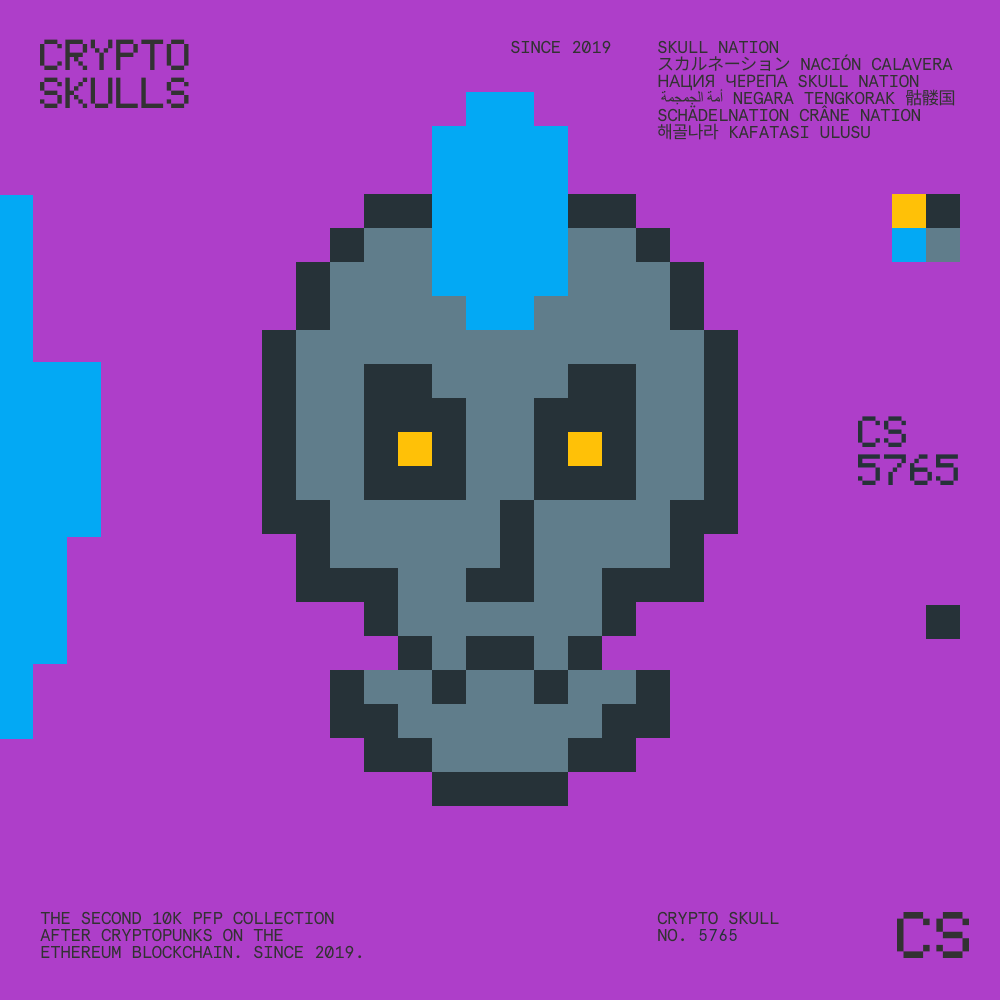 CRYPTO
SKULLS
SINCE 2019
SKULL NATION
スカルネーション NACIÓN CALAVERA
НАЦИЯ ЧЕРЕПА SKULL NATION
أمة الجمجمة NEGARA TENGKORAK 骷髅国
SCHÄDELNATION CRÂNE NATION
해골나라 KAFATASI ULUSU
CS
5765
THE SECOND 10K PFP COLLECTION
AFTER CRYPTOPUNKS ON THE
ETHEREUM BLOCKCHAIN. SINCE 2019.
CRYPTO SKULL
NO. 5765
CS